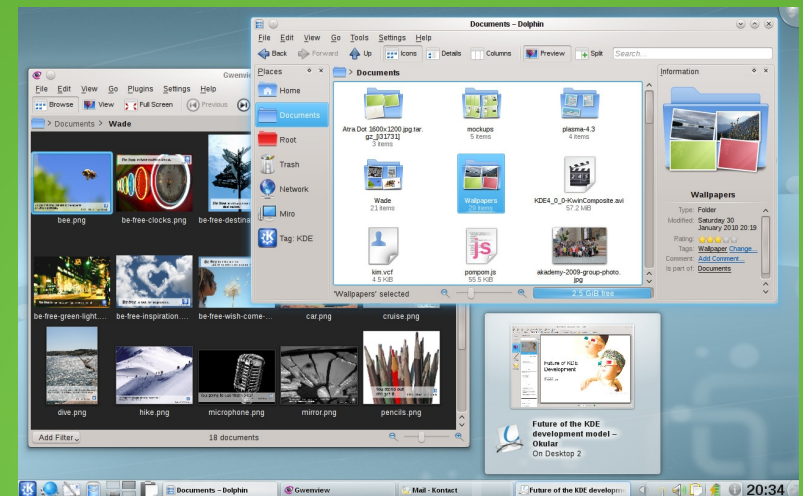 Documents – Dolphin
File Edit View Go Tools Settings Help
Back Forward Up Icons Details Columns Preview Split Search...
Places
Home
Documents
Root
Trash
Network
Miro
Tag: KDE
> Documents
Atra Dot 1600x1200.jpg.tar.
gz_[31731]
3 items
mockups
5 items
plasma-4.3
4 items
Wade
21 items
Wallpapers
29 items
KDE4_0_0-KwinComposite.avi
57.2 MiB
kim.vcf
4.5 KiB
pompom.js
55.5 KiB
akademy-2009-group-photo.
jpg
'Wallpapers' selected
2.5 GiB free
Information
Wallpapers
Type: Folder
Modified: Saturday 30
January 2010 20:19
Rating:
Tags: Wallpaper Change...
Comment: Add Comment...
Is part of: Documents
Gwenview
File Edit View Go Plugins Settings Help
Browse View Full Screen Previous
> Documents > Wade
bee.png
be-free-clocks.png
be-free-destina
be-free-green-light....
be-free-inspiration....
be-free-wish-come-...
car.png
cruise.png
dive.png
hike.png
microphone.png
mirror.png
pencils.png
Add Filter
18 documents
Future of KDE
Development
Future of the KDE
development model –
Okular
On Desktop 2
Documents – Dolphin
Gwenview
Mail - Kontact
Future of the KDE developm
20:34